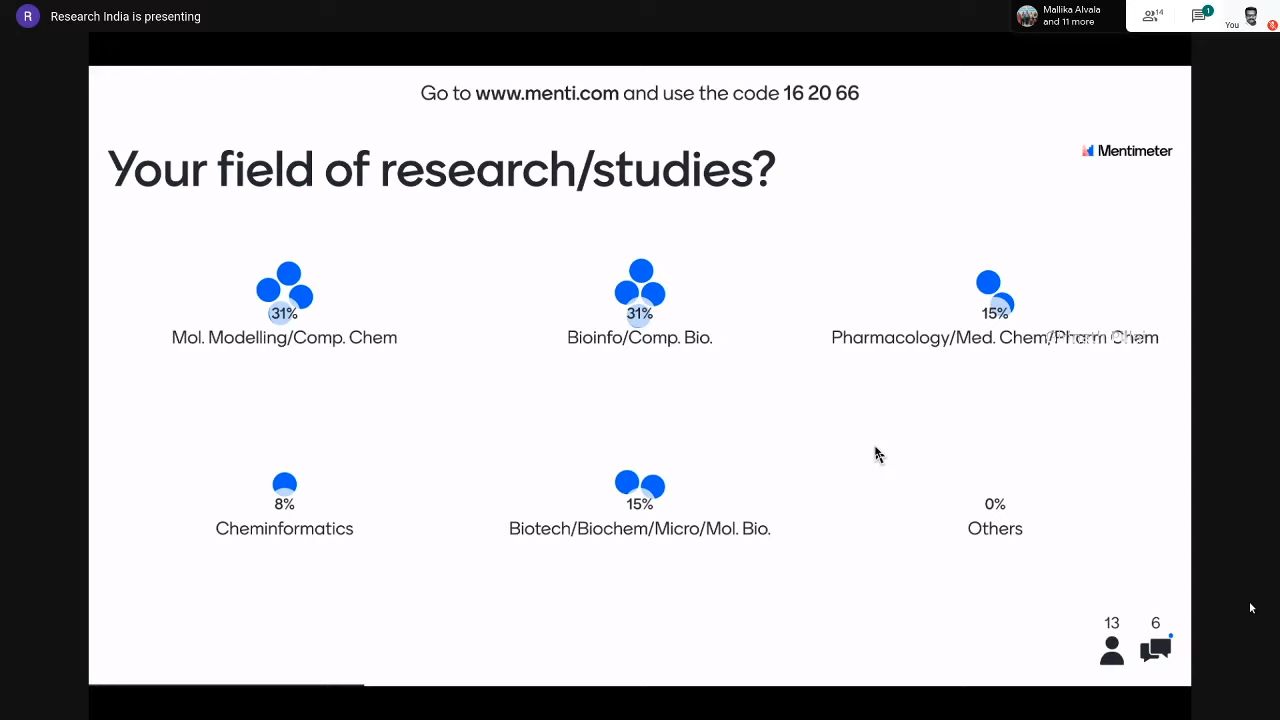 R Research India is presenting
Mallika Alvala
and 11 more
14
1
You
Go to www.menti.com and use the code 16 20 66
Your field of research/studies?
Mentimeter
31%
Mol. Modelling/Comp. Chem
31%
Bioinfo/Comp. Bio.
15%
Pharmacology/Med. Chem/Pharm Chem
8%
Cheminformatics
15%
Biotech/Biochem/Micro/Mol. Bio.
0%
Others
13
6